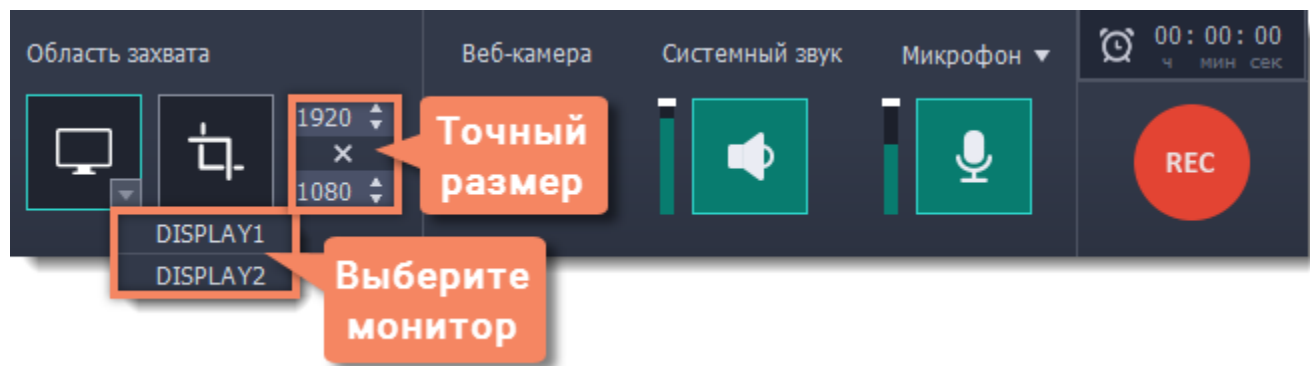 Область захвата
Веб-камера
Системный звук
Микрофон
00:00:00
ч мин сек
1920
×
1080
Точный
размер
REC
DISPLAY1
DISPLAY2
Выберите
монитор